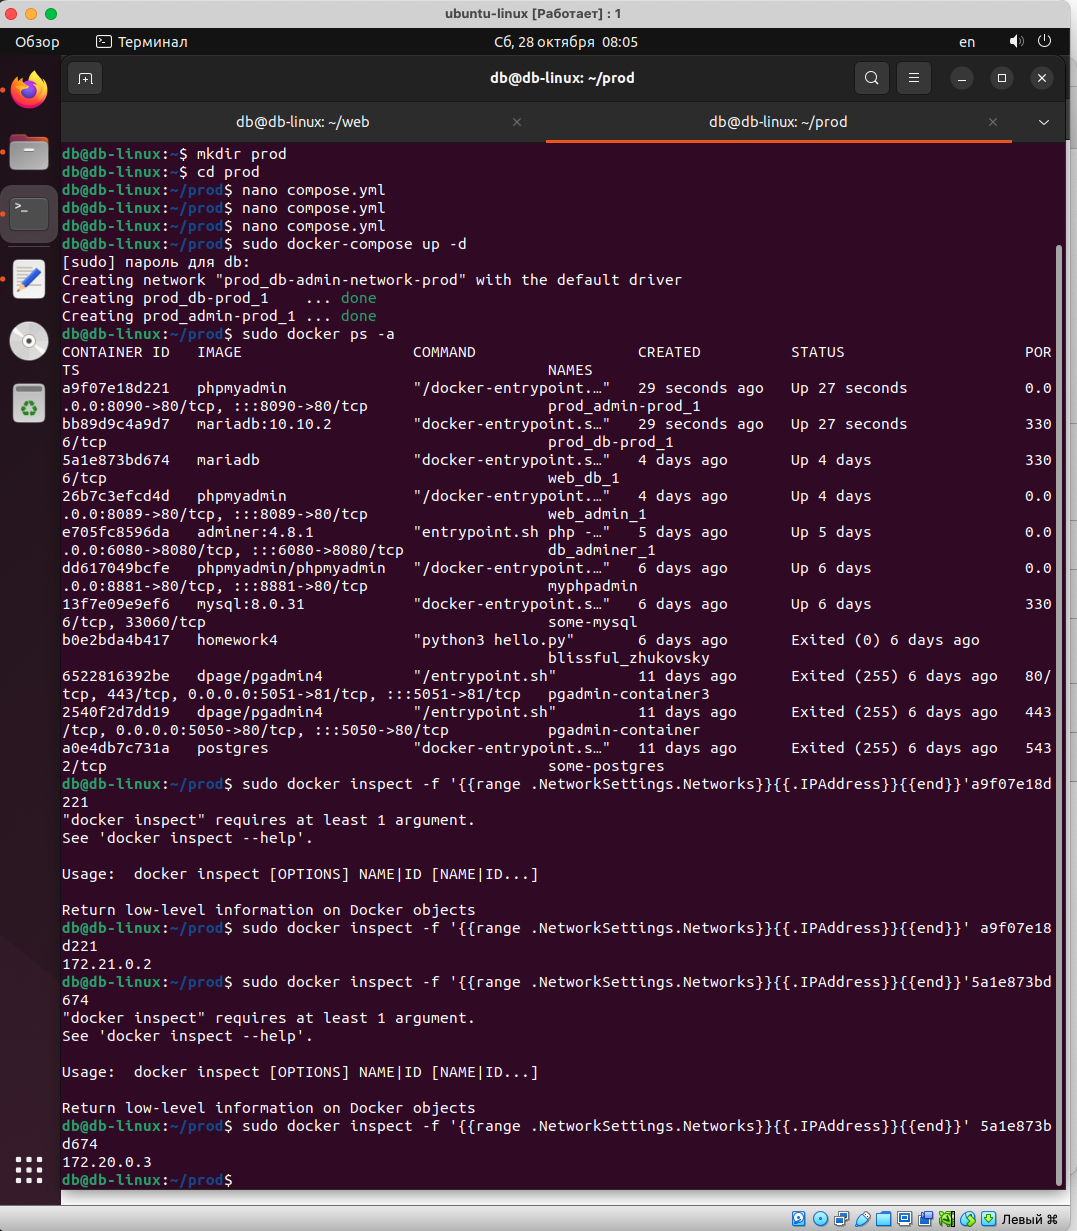 ubuntu-linux [Работает] : 1
Обзор Терминал Сб, 28 октября 08:05 en
db@db-linux: ~/prod
db@db-linux: ~/web × db@db-linux: ~/prod ×
db@db-linux:~$ mkdir prod
db@db-linux:~$ cd prod
db@db-linux:~/prod$ nano compose.yml
db@db-linux:~/prod$ nano compose.yml
db@db-linux:~/prod$ nano compose.yml
db@db-linux:~/prod$ sudo docker-compose up -d
[sudo] пароль для db:
Creating network "prod_db-admin-network-prod" with the default driver
Creating prod_db-prod_1    ... done
Creating prod_admin-prod_1 ... done
db@db-linux:~/prod$ sudo docker ps -a
CONTAINER ID   IMAGE                   COMMAND                  CREATED          STATUS                    POR
TS                                                    NAMES
a9f07e18d221   phpmyadmin              "/docker-entrypoint.…"   29 seconds ago   Up 27 seconds             0.0
.0.0:8090->80/tcp, :::8090->80/tcp                    prod_admin-prod_1
bb89d9c4a9d7   mariadb:10.10.2         "docker-entrypoint.s…"   29 seconds ago   Up 27 seconds             330
6/tcp                                                 prod_db-prod_1
5a1e873bd674   mariadb                 "docker-entrypoint.s…"   4 days ago       Up 4 days                 330
6/tcp                                                 web_db_1
26b7c3efcd4d   phpmyadmin              "/docker-entrypoint.…"   4 days ago       Up 4 days                 0.0
.0.0:8089->80/tcp, :::8089->80/tcp                    web_admin_1
e705fc8596da   adminer:4.8.1           "entrypoint.sh php -…"   5 days ago       Up 5 days                 0.0
.0.0:6080->8080/tcp, :::6080->8080/tcp                db_adminer_1
dd617049bcfe   phpmyadmin/phpmyadmin   "/docker-entrypoint.…"   6 days ago       Up 6 days                 0.0
.0.0:8881->80/tcp, :::8881->80/tcp                    myphpadmin
13f7e09e9ef6   mysql:8.0.31            "docker-entrypoint.s…"   6 days ago       Up 6 days                 330
6/tcp, 33060/tcp                                      some-mysql
b0e2bda4b417   homework4               "python3 hello.py"       6 days ago       Exited (0) 6 days ago
blissful_zhukovsky
6522816392be   dpage/pgadmin4          "/entrypoint.sh"         11 days ago      Exited (255) 6 days ago   80/
tcp, 443/tcp, 0.0.0.0:5051->81/tcp, :::5051->81/tcp   pgadmin-container3
2540f2d7dd19   dpage/pgadmin4          "/entrypoint.sh"         11 days ago      Exited (255) 6 days ago   443
/tcp, 0.0.0.0:5050->80/tcp, :::5050->80/tcp           pgadmin-container
a0e4db7c731a   postgres                "docker-entrypoint.s…"   11 days ago      Exited (255) 6 days ago   543
2/tcp                                                 some-postgres
db@db-linux:~/prod$ sudo docker inspect -f '{{range .NetworkSettings.Networks}}{{.IPAddress}}{{end}}'a9f07e18d
221
"docker inspect" requires at least 1 argument.
See 'docker inspect --help'.
Usage:  docker inspect [OPTIONS] NAME|ID [NAME|ID...]
Return low-level information on Docker objects
db@db-linux:~/prod$ sudo docker inspect -f '{{range .NetworkSettings.Networks}}{{.IPAddress}}{{end}}' a9f07e18
d221
172.21.0.2
db@db-linux:~/prod$ sudo docker inspect -f '{{range .NetworkSettings.Networks}}{{.IPAddress}}{{end}}'5a1e873bd
674
"docker inspect" requires at least 1 argument.
See 'docker inspect --help'.
Usage:  docker inspect [OPTIONS] NAME|ID [NAME|ID...]
Return low-level information on Docker objects
db@db-linux:~/prod$ sudo docker inspect -f '{{range .NetworkSettings.Networks}}{{.IPAddress}}{{end}}' 5a1e873b
d674
172.20.0.3
db@db-linux:~/prod$
Левый ⌘